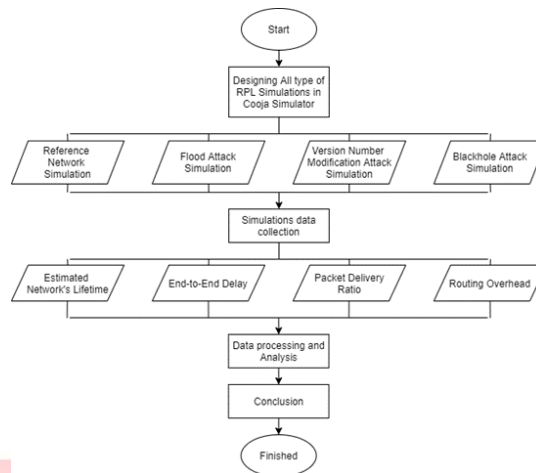 Start
Designing All type of
RPL Simulations in
Cooja Simulator
Reference
Network
Simulation
Flood Attack
Simulation
Version Number
Modification Attack
Simulation
Blackhole Attack
Simulation
Simulations data
collection
Estimated
Network's Lifetime
End-to-End Delay
Packet Delivery
Ratio
Routing Overhead
Data processing and
Analysis
Conclusion
Finished